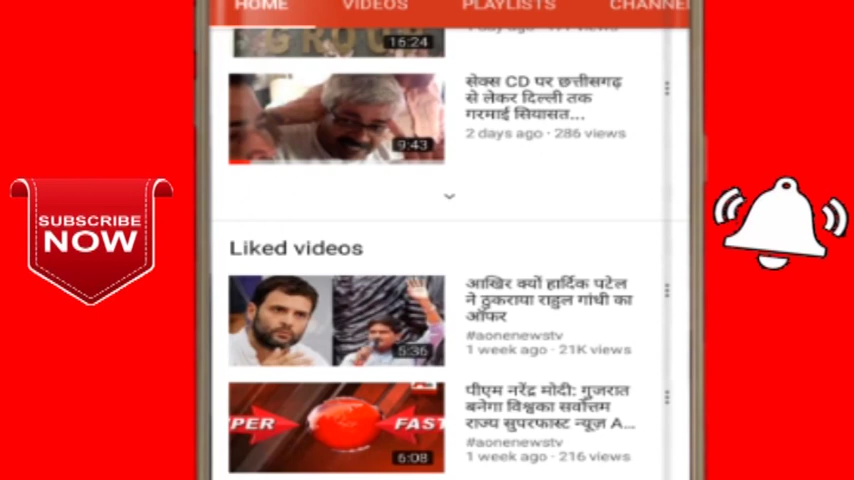 HOME VIDEOS PLAYLISTS CHANNEL
GROUP
16:24
SUBSCRIBE
NOW
सेक्स CD पर छत्तीसगढ़
से लेकर दिल्ली तक
गरमाई सियासत...
2 days ago · 286 views
9:43
Liked videos
आखिर क्यों हार्दिक पटेल
ने ठुकराया राहुल गांधी का
ऑफर
#aonenewstv
1 week ago · 21K views
5:36
पीएम नरेंद्र मोदी: गुजरात
बनेगा विश्वका सर्वोत्तम
राज्य सुपरफास्ट न्यूज़ A...
#aonenewstv
1 week ago · 216 views
PER FAST
6:08